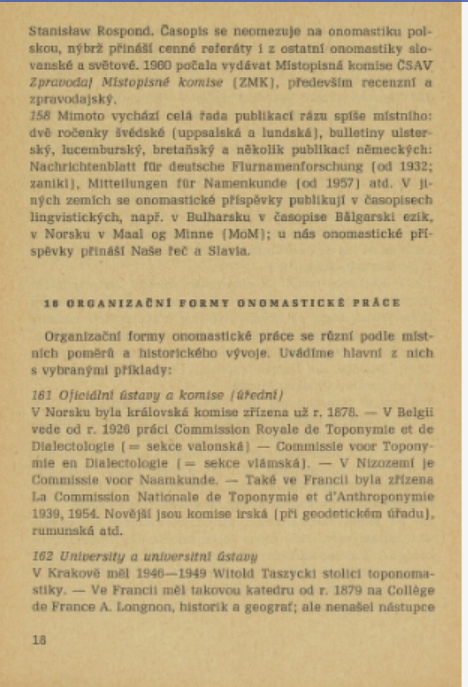 Stanisław Rospond. Časopis se neomezuje na onomastiku pol-
skou, nýbrž přináší cenné referáty i z ostatní onomastiky slo-
vanské a světové. 1960 počala vydávat Místopisná komise ČSAV
Zpravodaj Místopisné komise (ZMK), především recenzní a
zpravodajský.
158 Mimoto vychází celá řada publikací rázu spíše místního:
dvě ročenky švédské (uppsalská a lundská), bulletiny ulster-
ský, lucemburský, bretaňský a několik publikací německých:
Nachrichtenblatt für deutsche Flurnamenforschung (od 1932;
zanikl), Mitteilungen für Namenkunde (od 1957) atd. V ji-
ných zemích se onomastické příspěvky publikují v časopisech
lingvistických, např. v Bulharsku v časopise Bǎlgarski ezik,
v Norsku v Maal og Minne (MoM); u nás onomastické pří-
spěvky přináší Naše řeč a Slavia.
16 ORGANIZAČNÍ FORMY ONOMASTICKÉ PRÁCE
Organizační formy onomastické práce se různí podle míst-
ních poměrů a historického vývoje. Uvádíme hlavní z nich
s vybranými příklady:
161 Oficiální ústavy a komise (úřední)
V Norsku byla královská komise zřízena už r. 1878. — V Belgii
vede od r. 1926 práci Commission Royale de Toponymie et de
Dialectologie (= sekce valonská) — Commissie voor Topony-
mie en Dialectologie (= sekce vlámská). — V Nizozemí je
Commissie voor Naamkunde. — Také ve Francii byla zřízena
La Commission Nationale de Toponymie et d'Anthroponymie
1939, 1954. Novější jsou komise irská (při geodetickém úřadu),
rumunská atd.
162 University a universitní ústavy
V Krakově měl 1946—1949 Witold Taszycki stolici toponoma-
stiky. — Ve Francii měl takovou katedru od r. 1879 na Collège
de France A. Longnon, historik a geograf; ale nenašel nástupce
18